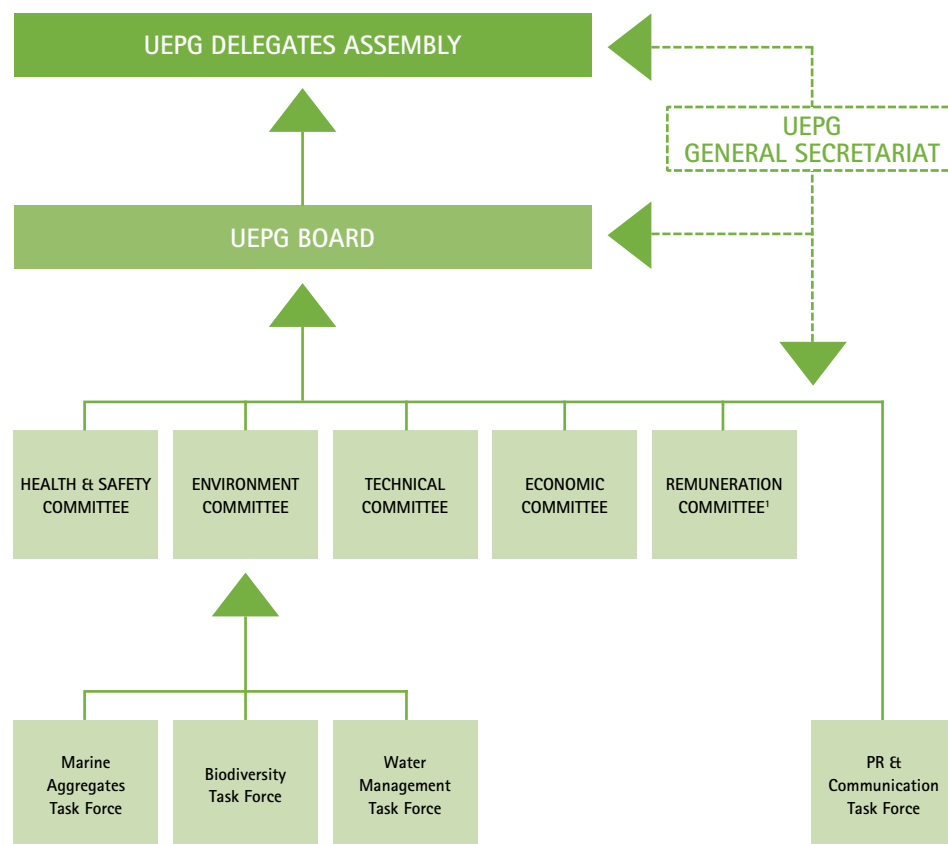 UEPG DELEGATES ASSEMBLY
UEPG
GENERAL SECRETARIAT
UEPG BOARD
HEALTH & SAFETY
COMMITTEE
ENVIRONMENT
COMMITTEE
TECHNICAL
COMMITTEE
ECONOMIC
COMMITTEE
REMUNERATION
COMMITTEE¹
Marine
Aggregates
Task Force
Biodiversity
Task Force
Water
Management
Task Force
PR &
Communication
Task Force